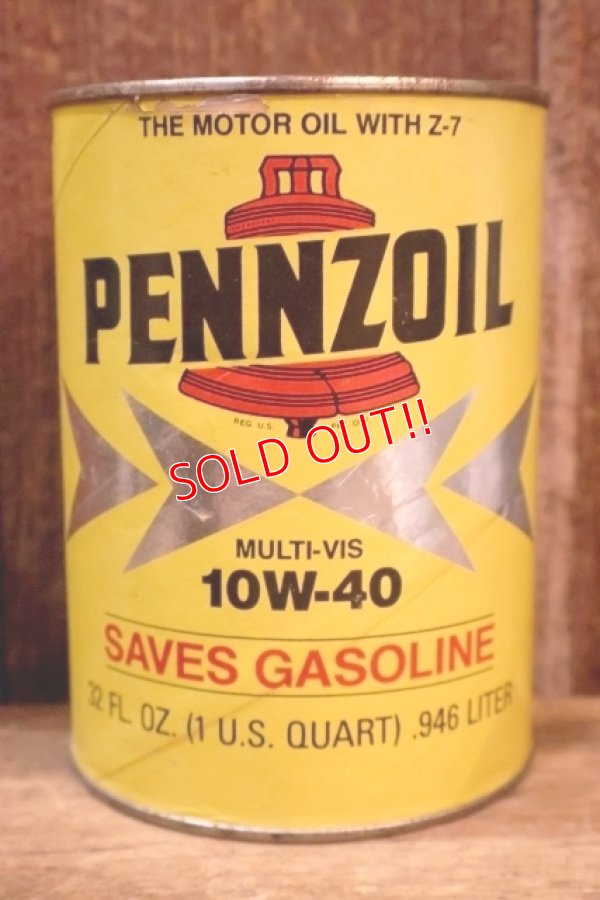 THE MOTOR OIL WITH Z-7
PENNZOIL
REG. U.S.
SOLD OUT!!
MULTI-VIS
10W-40
SAVES GASOLINE
32 FL. OZ. (1 U.S. QUART) .946 LITER